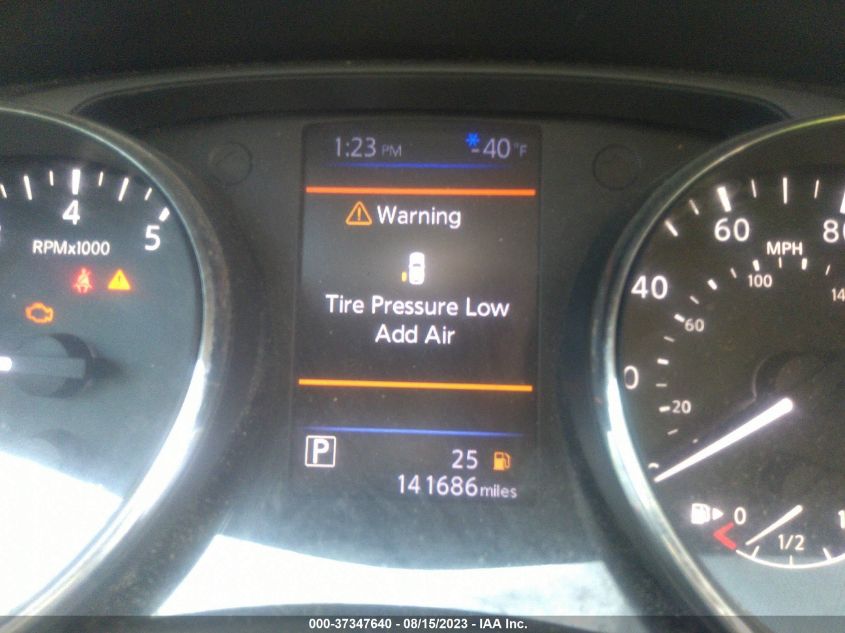 1:23 PM *-40°F
Warning
Tire Pressure Low
Add Air
P 25
141686 miles
4
5
RPMx1000
40
60
80
MPH
100
60
20
0
1/2
1
000-37347640 - 08/15/2023 - IAA Inc.